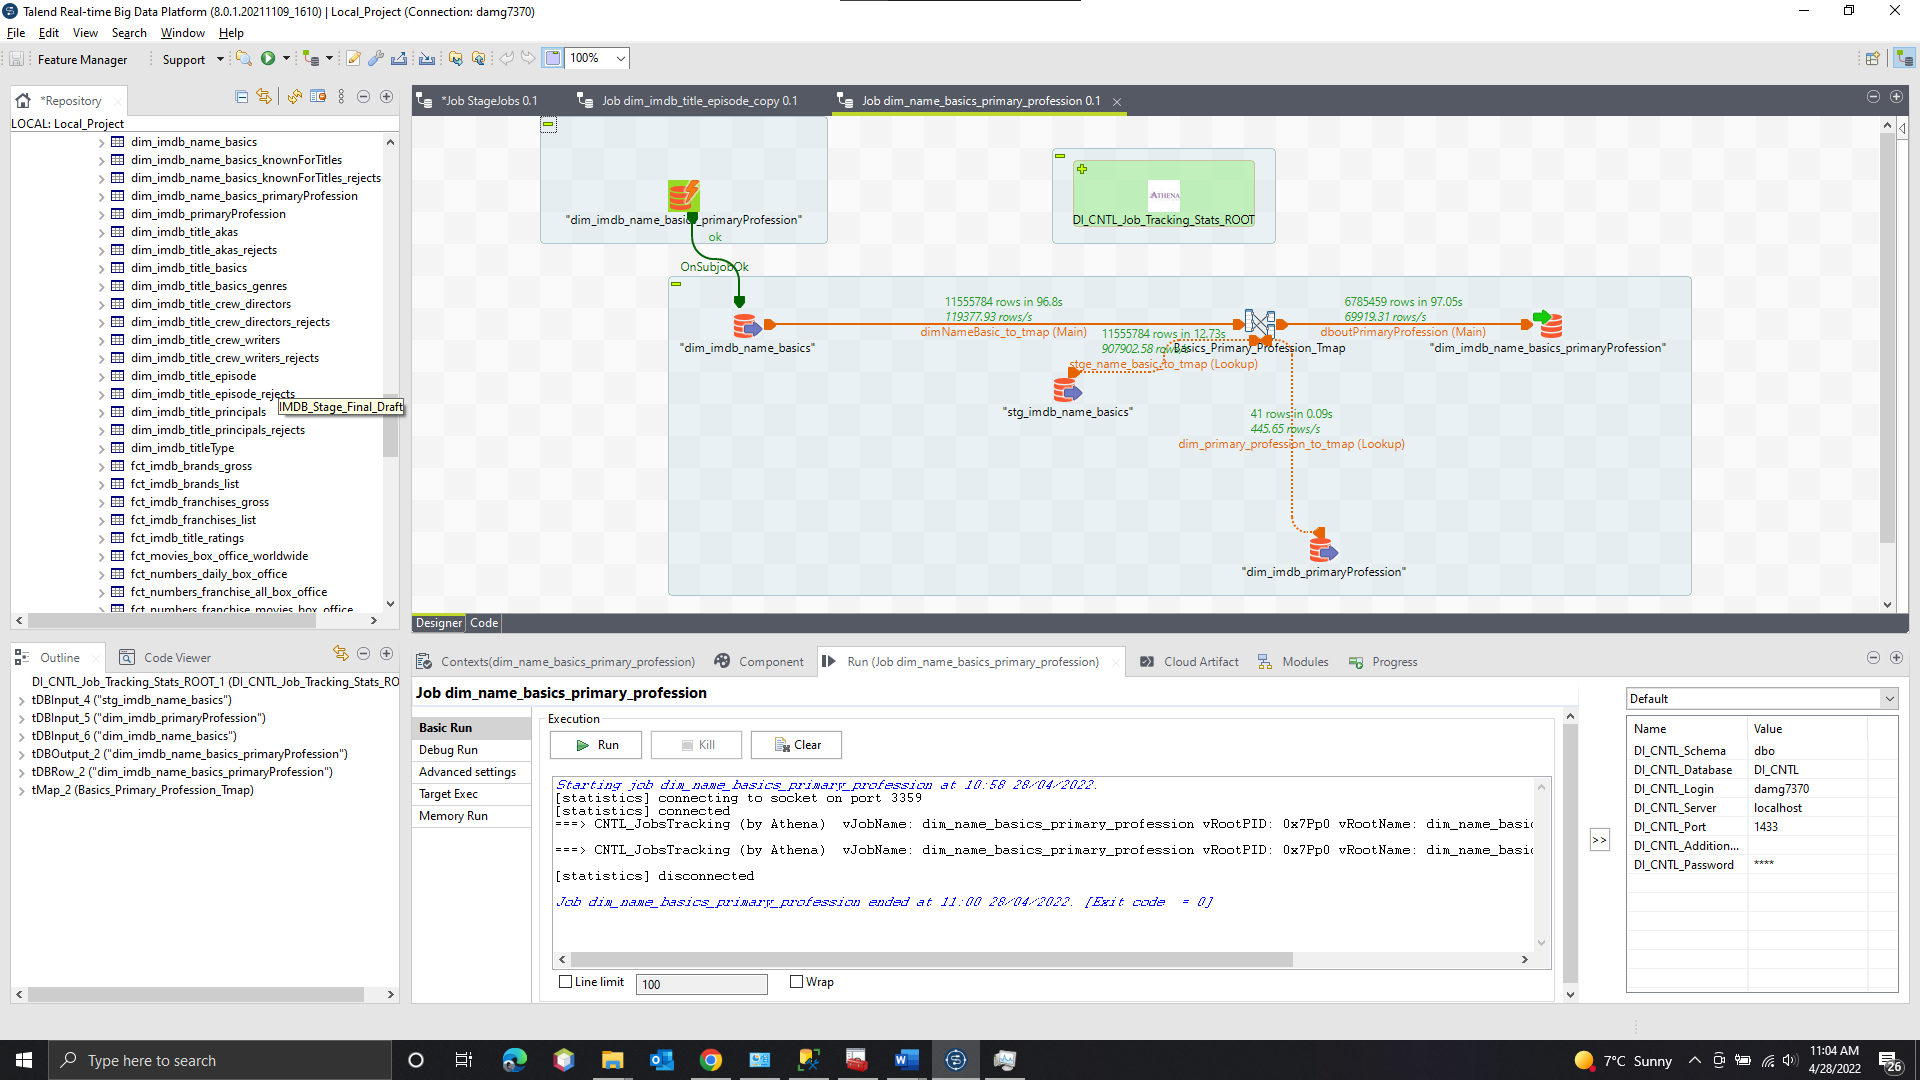 Talend Real-time Big Data Platform (8.0.1.20211109_1610) | Local_Project (Connection: damg7370)
File Edit View Search Window Help
Feature Manager Support 100%
*Repository
LOCAL: Local_Project
dim_imdb_name_basics
dim_imdb_name_basics_knownForTitles
dim_imdb_name_basics_knownForTitles_rejects
dim_imdb_name_basics_primaryProfession
dim_imdb_primaryProfession
dim_imdb_title_akas
dim_imdb_title_akas_rejects
dim_imdb_title_basics
dim_imdb_title_basics_genres
dim_imdb_title_crew_directors
dim_imdb_title_crew_directors_rejects
dim_imdb_title_crew_writers
dim_imdb_title_crew_writers_rejects
dim_imdb_title_episode
dim_imdb_title_episode_rejects
IMDB_Stage_Final_Draft
dim_imdb_title_principals
dim_imdb_title_principals_rejects
dim_imdb_titleType
fct_imdb_brands_gross
fct_imdb_brands_list
fct_imdb_franchises_gross
fct_imdb_franchises_list
fct_imdb_title_ratings
fct_movies_box_office_worldwide
fct_numbers_daily_box_office
fct_numbers_franchise_all_box_office
fct_numbers_franchise_movies_box_office
*Job StageJobs 0.1
Job dim_imdb_title_episode_copy 0.1
Job dim_name_basics_primary_profession 0.1
"dim_imdb_name_basics_primaryProfession"
ok
OnSubjobOk
ATHENA
DI_CNTL_Job_Tracking_Stats_ROOT
11555784 rows in 96.8s
119377.93 rows/s
dimNameBasic_to_tmap (Main)
6785459 rows in 97.05s
69919.31 rows/s
dboutPrimaryProfession (Main)
"dim_imdb_name_basics"
11555784 rows in 12.73s
907902.58 rows/s
Basics_Primary_Profession_Tmap
"dim_imdb_name_basics_primaryProfession"
stge_name_basic_to_tmap (Lookup)
"stg_imdb_name_basics"
41 rows in 0.09s
445.65 rows/s
dim_primary_profession_to_tmap (Lookup)
"dim_imdb_primaryProfession"
Designer Code
Outline
Code Viewer
DI_CNTL_Job_Tracking_Stats_ROOT_1 (DI_CNTL_Job_Tracking_Stats_RO
tDBInput_4 ("stg_imdb_name_basics")
tDBInput_5 ("dim_imdb_primaryProfession")
tDBInput_6 ("dim_imdb_name_basics")
tDBOutput_2 ("dim_imdb_name_basics_primaryProfession")
tDBRow_2 ("dim_imdb_name_basics_primaryProfession")
tMap_2 (Basics_Primary_Profession_Tmap)
Contexts(dim_name_basics_primary_profession)
Component
Run (Job dim_name_basics_primary_profession)
Cloud Artifact
Modules
Progress
Job dim_name_basics_primary_profession
Basic Run
Debug Run
Advanced settings
Target Exec
Memory Run
Execution
Run
Kill
Clear
Starting job dim_name_basics_primary_profession at 10:58 28/04/2022.
[statistics] connecting to socket on port 3359
[statistics] connected
===> CNTL_JobsTracking (by Athena) vJobName: dim_name_basics_primary_profession vRootPID: 0x7Pp0 vRootName: dim_name_basi
===> CNTL_JobsTracking (by Athena) vJobName: dim_name_basics_primary_profession vRootPID: 0x7Pp0 vRootName: dim_name_basi
[statistics] disconnected
Job dim_name_basics_primary_profession ended at 11:00 28/04/2022. [Exit code = 0]
Line limit 100 Wrap
>>
Default
Name Value
DI_CNTL_Schema dbo
DI_CNTL_Database DI_CNTL
DI_CNTL_Login damg7370
DI_CNTL_Server localhost
DI_CNTL_Port 1433
DI_CNTL_Addition...
DI_CNTL_Password ****
Type here to search
7°C Sunny
11:04 AM
4/28/2022
26